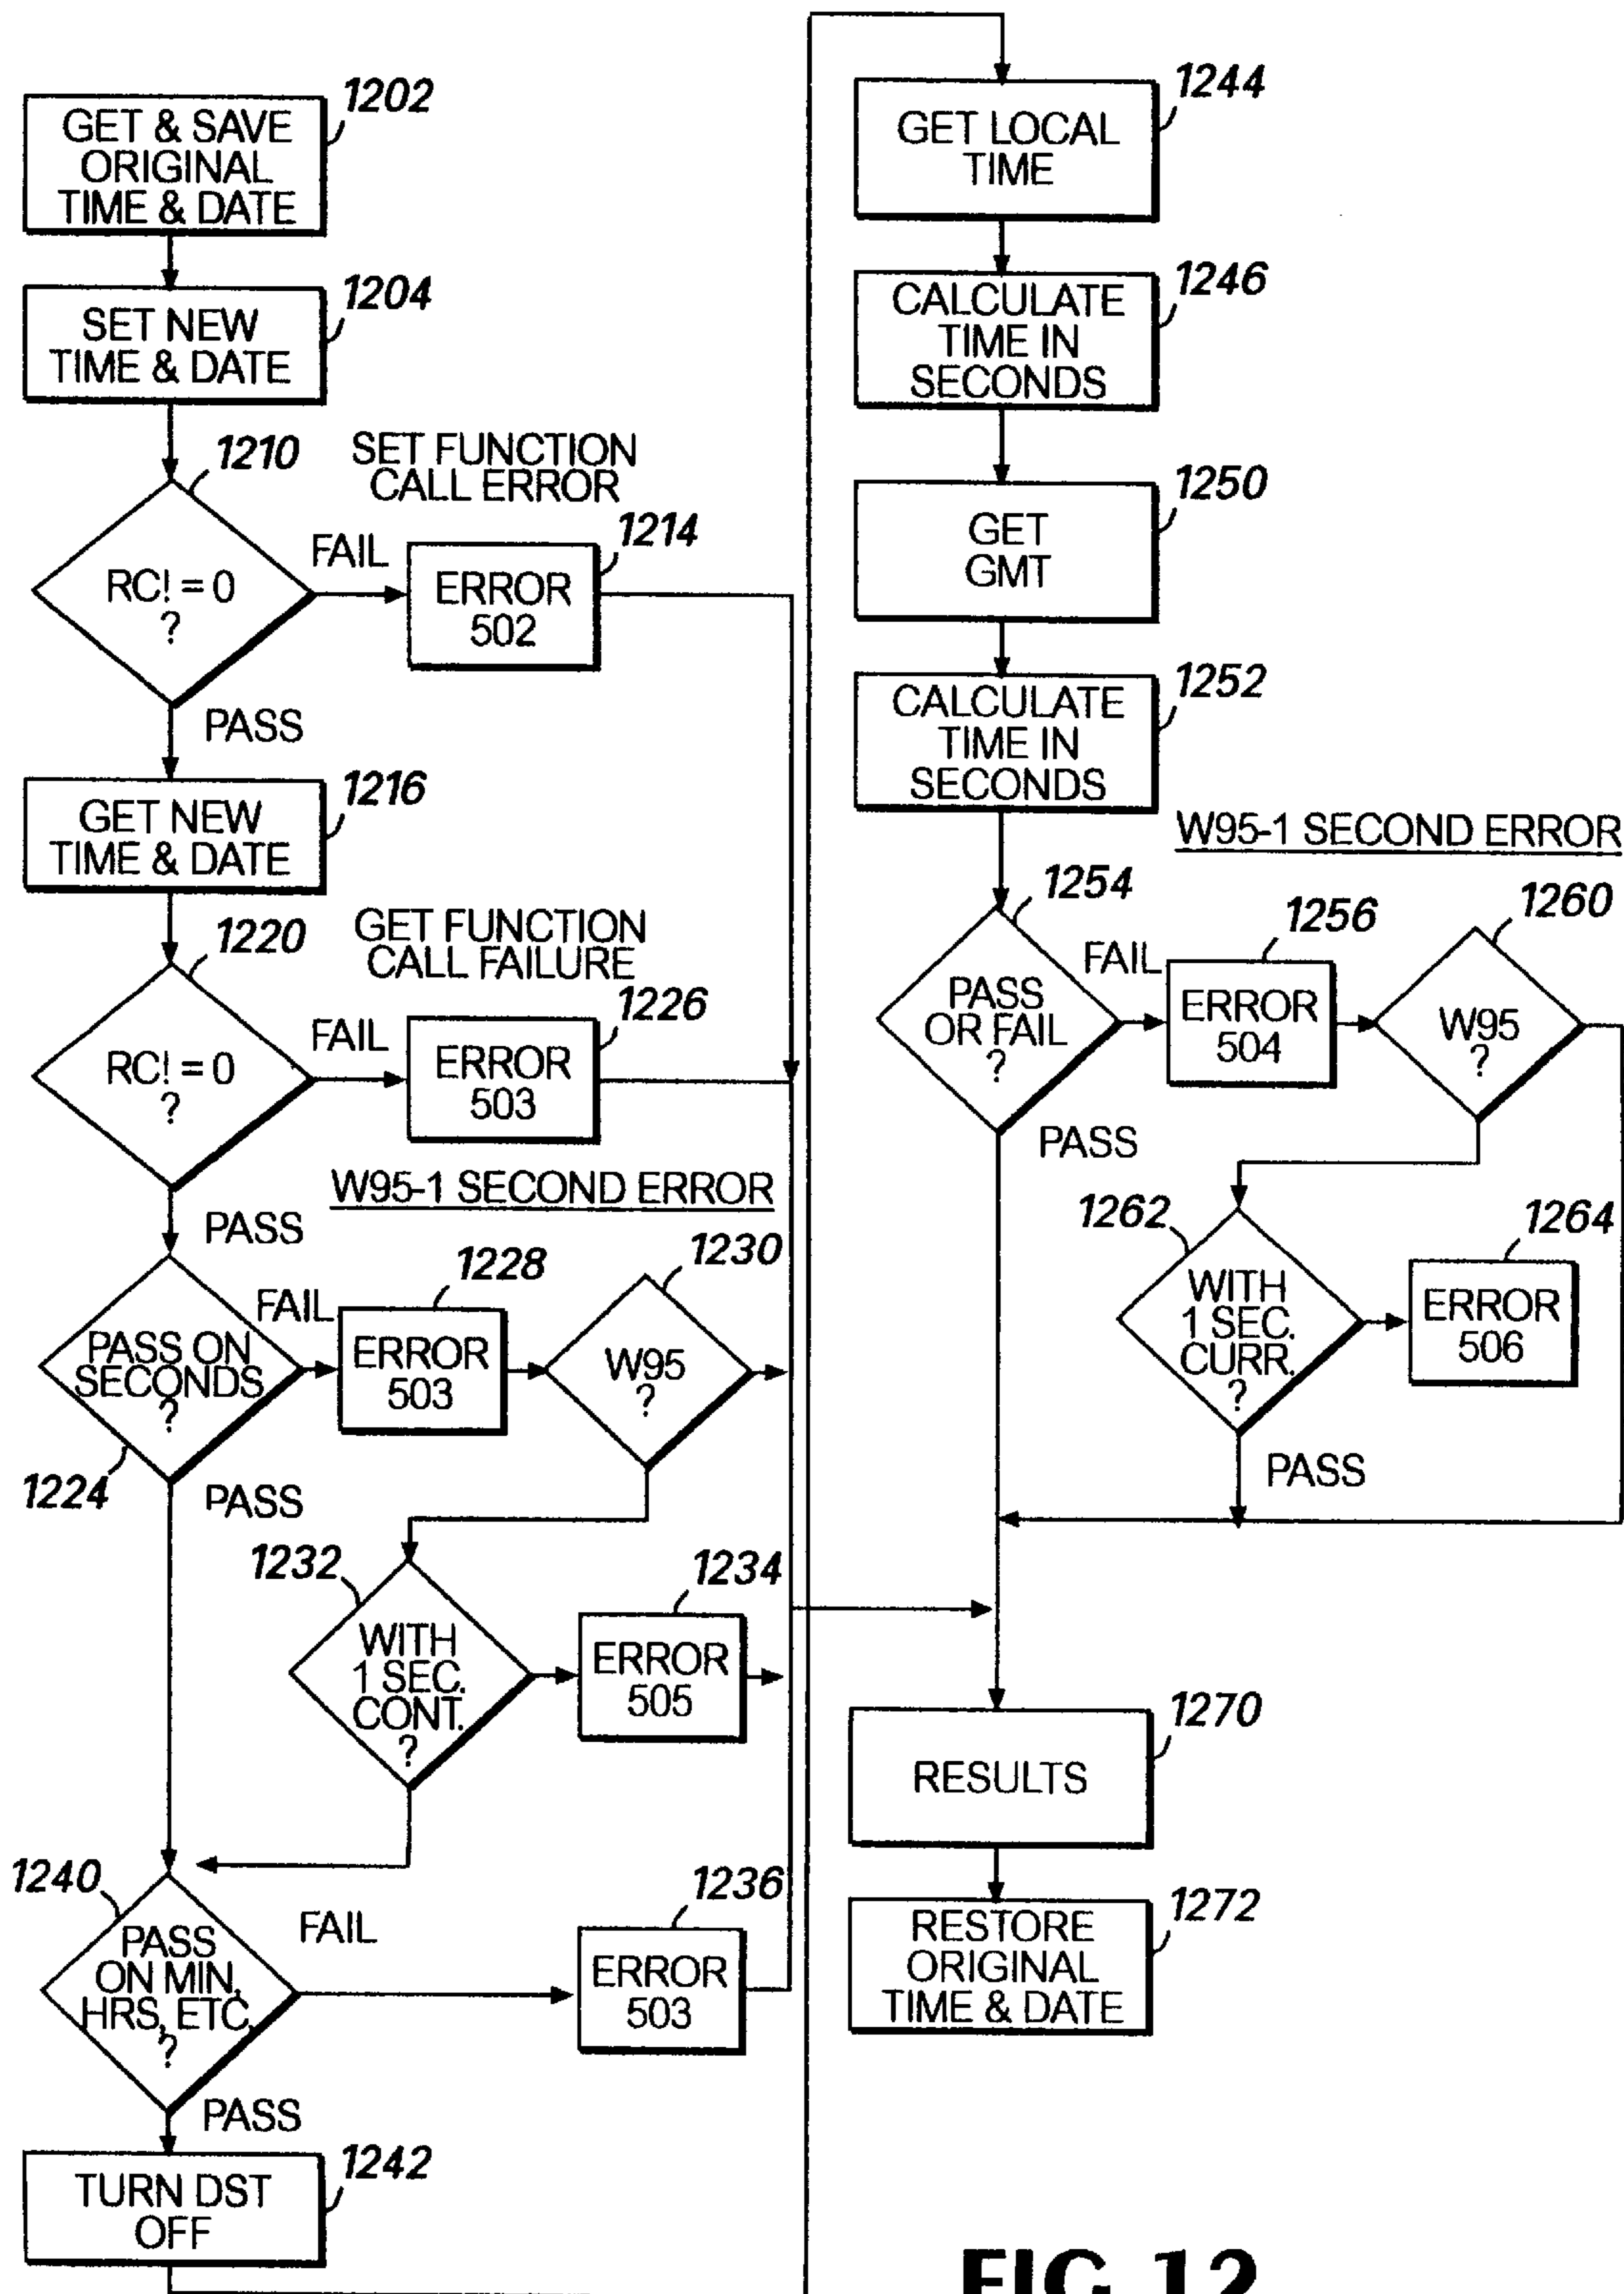 1202
GET & SAVE
ORIGINAL
TIME & DATE
1204
SET NEW
TIME & DATE
1210
RC! = 0
?
FAIL
SET FUNCTION
CALL ERROR
1214
ERROR
502
PASS
1216
GET NEW
TIME & DATE
1220
RC! = 0
?
FAIL
GET FUNCTION
CALL FAILURE
1226
ERROR
503
PASS
W95-1 SECOND ERROR
1224
PASS ON
SECONDS
?
FAIL
1228
ERROR
503
1230
W95
?
PASS
1232
WITH
1 SEC.
CONT.
?
1234
ERROR
505
1240
PASS
ON MIN,
HRS, ETC.
?
FAIL
1236
ERROR
503
PASS
1242
TURN DST
OFF
1244
GET LOCAL
TIME
1246
CALCULATE
TIME IN
SECONDS
1250
GET
GMT
1252
CALCULATE
TIME IN
SECONDS
W95-1 SECOND ERROR
1254
PASS
OR FAIL
?
FAIL
1256
ERROR
504
1260
W95
?
PASS
1262
WITH
1 SEC.
CURR.
?
1264
ERROR
506
PASS
1270
RESULTS
1272
RESTORE
ORIGINAL
TIME & DATE
FIG 12